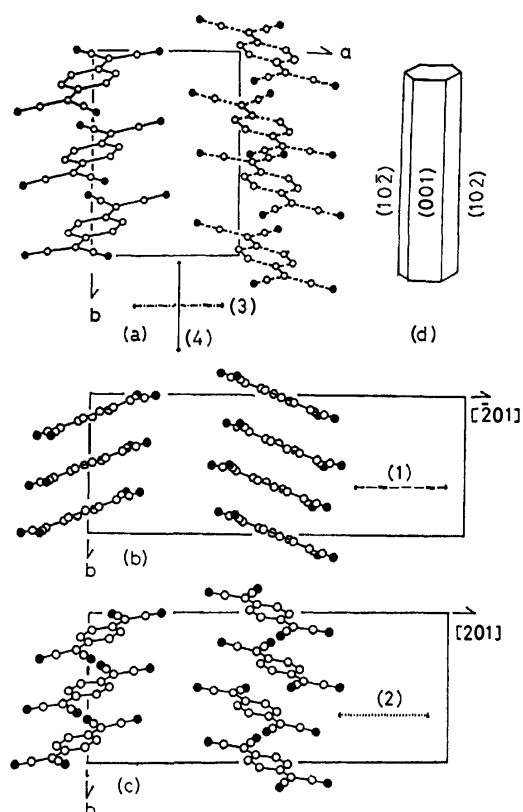 a
(3)
b
(a)
(4)
(102̄)
(001)
(102)
(d)
[2̄01]
(1)
b
(b)
[201]
(2)
(c)
b